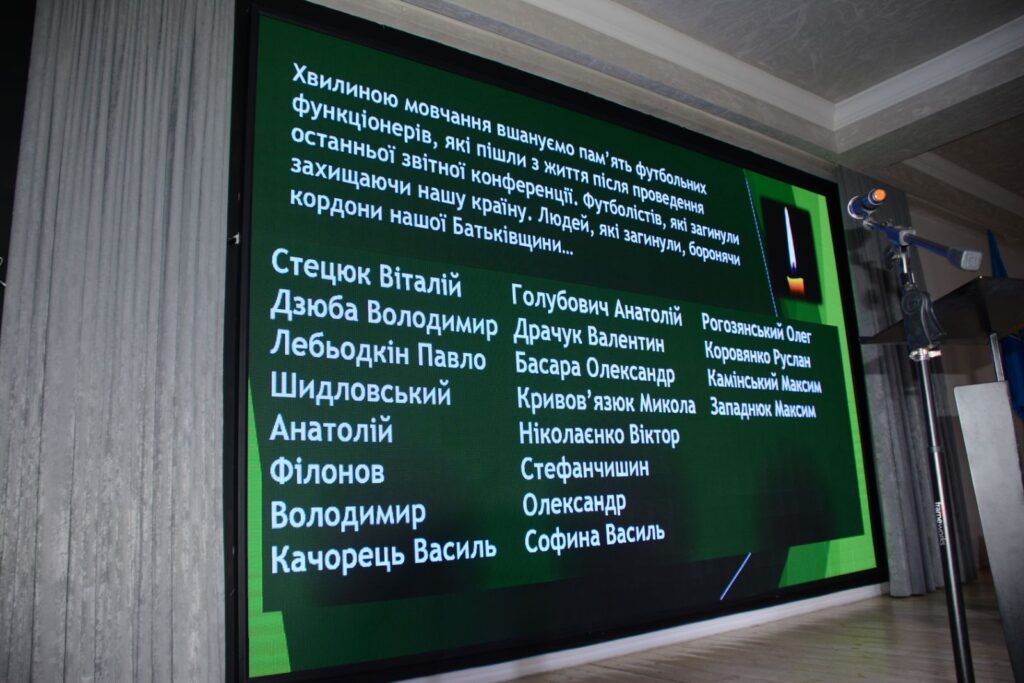 Хвилиною мовчання вшануємо пам'ять футбольних
функціонерів, які пішли з життя після проведення
останньої звітної конференції. Футболістів, які загинули
захищаючи нашу країну. Людей, які загинули, боронячи
кордони нашої Батьківщини...
Стецюк Віталій
Дзюба Володимир
Лебьодкін Павло
Шидловський
Анатолій
Філонов
Володимир
Качорець Василь
Голубович Анатолій
Драчук Валентин
Басара Олександр
Кривов'язюк Микола
Ніколаєнко Віктор
Стефанчишин
Олександр
Софина Василь
Рогозянський Олег
Коровянко Руслан
Камінський Максим
Западнюк Максим
frameworks